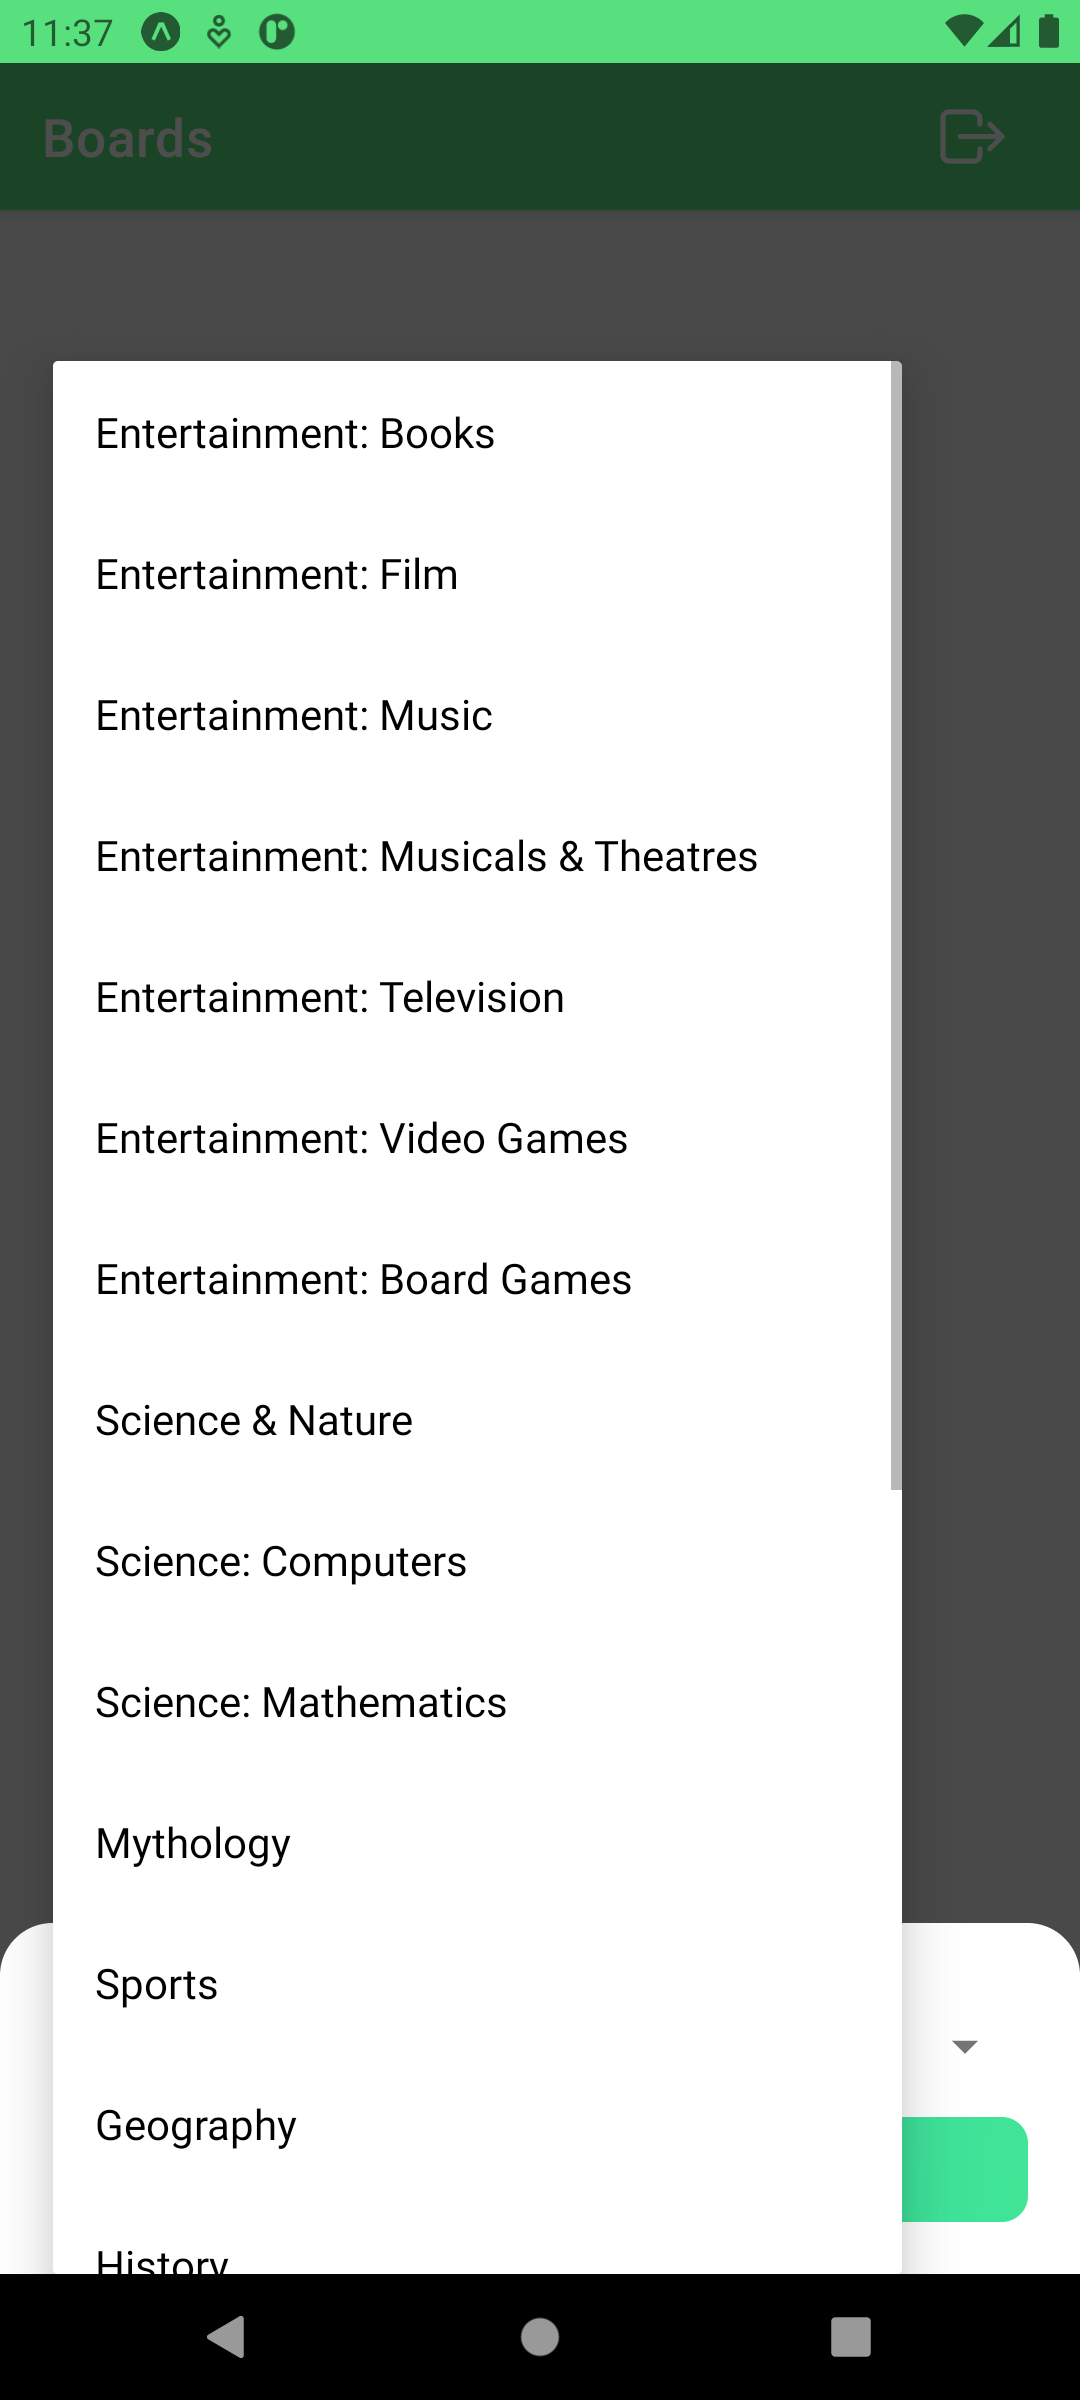 11:37
Boards
Entertainment: Books
Entertainment: Film
Entertainment: Music
Entertainment: Musicals & Theatres
Entertainment: Television
Entertainment: Video Games
Entertainment: Board Games
Science & Nature
Science: Computers
Science: Mathematics
Mythology
Sports
Geography
History